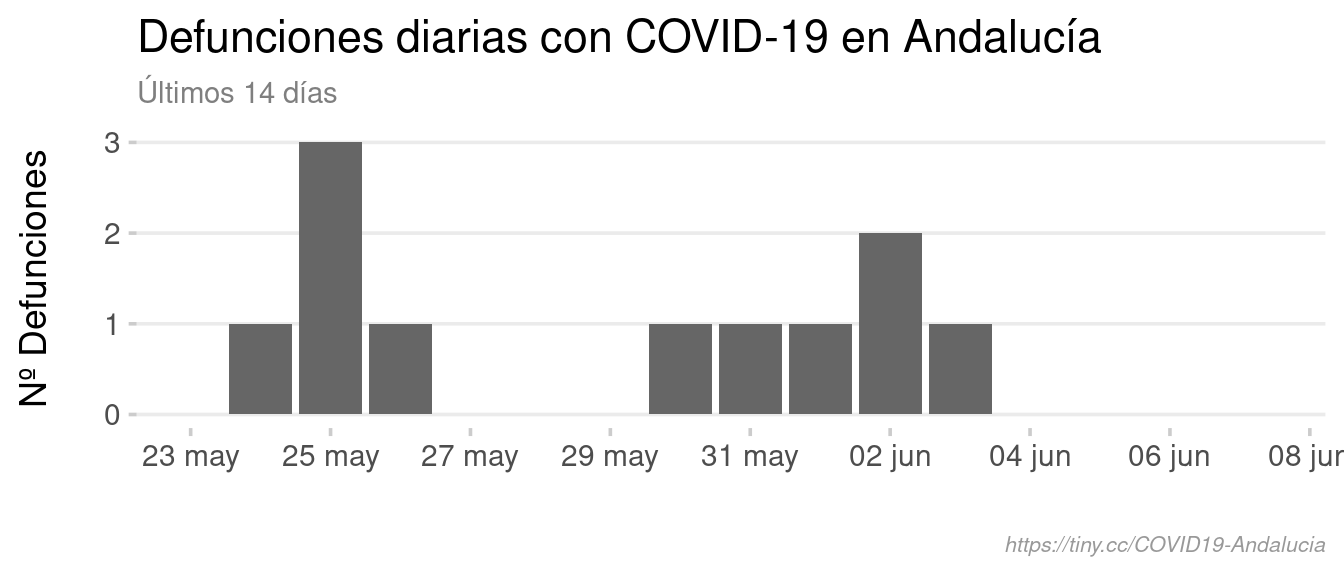 Defunciones diarias con COVID-19 en Andalucía
Últimos 14 días
Nº Defunciones
3
2
1
0
23 may 25 may 27 may 29 may 31 may 02 jun 04 jun 06 jun 08 jun
https://tiny.cc/COVID19-Andalucia